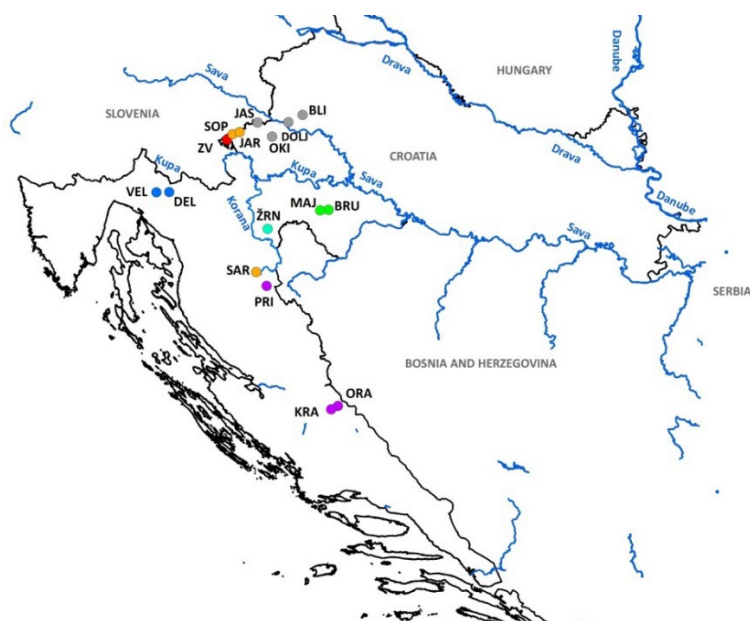 HUNGARY
Danube
Drava
Sava
SLOVENIA
JAS
BLI
SOP
DOLJ
ZV
JAR
OKI
CROATIA
Drava
Kupa
Kupa
Sava
VEL
DEL
Korana
MAJ
BRU
Danube
ŽRN
Sava
SAR
PRI
SERBIA
BOSNIA AND HERZEGOVINA
ORA
KRA